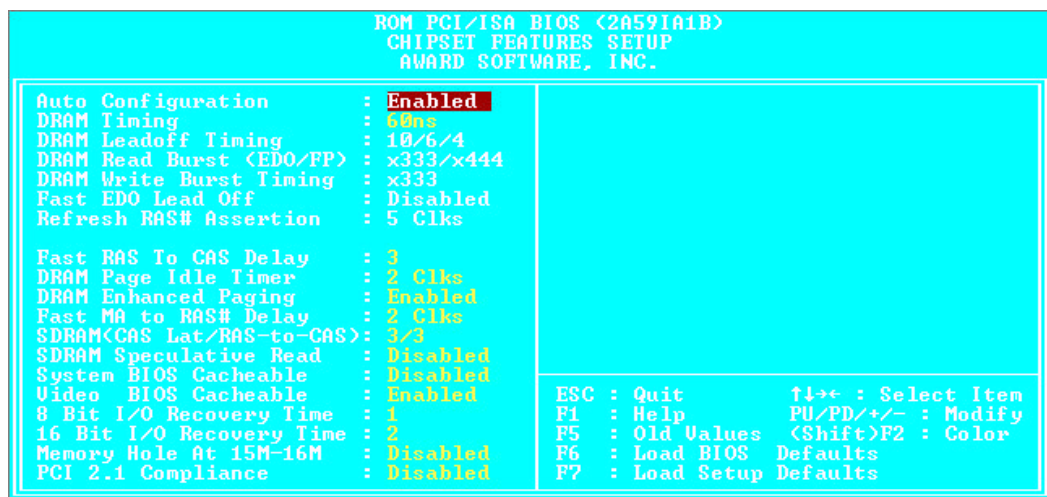 ROM PCI/ISA BIOS (2A59IA1B)
CHIPSET FEATURES SETUP
AWARD SOFTWARE, INC.
Auto Configuration : Enabled
DRAM Timing : 60ns
DRAM Leadoff Timing : 10/6/4
DRAM Read Burst (EDO/FP) : x333/x444
DRAM Write Burst Timing : x333
Fast EDO Lead Off : Disabled
Refresh RAS# Assertion : 5 Clks
Fast RAS To CAS Delay : 3
DRAM Page Idle Timer : 2 Clks
DRAM Enhanced Paging : Enabled
Fast MA to RAS# Delay : 2 Clks
SDRAM(CAS Lat/RAS-to-CAS): 3/3
SDRAM Speculative Read : Disabled
System BIOS Cacheable : Disabled
Video BIOS Cacheable : Enabled
8 Bit I/O Recovery Time : 1
16 Bit I/O Recovery Time : 2
Memory Hole At 15M-16M : Disabled
PCI 2.1 Compliance : Disabled
ESC : Quit ↑↓→← : Select Item
F1 : Help PU/PD/+/- : Modify
F5 : Old Values (Shift)F2 : Color
F6 : Load BIOS Defaults
F7 : Load Setup Defaults